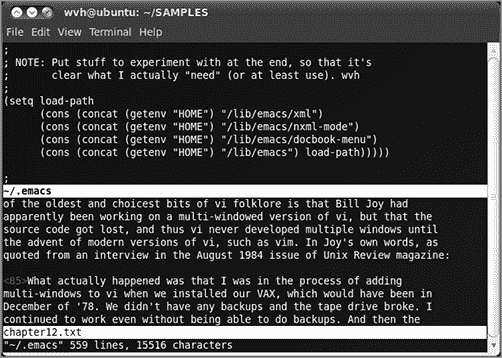 wvh@ubuntu: ~/SAMPLES
File Edit View Terminal Help
;
; NOTE: Put stuff to experiment with at the end, so that it's
;       clear what I actually "need" (or at least use). wvh
;
(setq load-path
      (cons (concat (getenv "HOME") "/lib/emacs/xml")
      (cons (concat (getenv "HOME") "/lib/emacs/nxml-mode")
      (cons (concat (getenv "HOME") "/lib/emacs/docbook-menu")
      (cons (concat (getenv "HOME") "/lib/emacs") load-path)))))
;
~/.emacs
of the oldest and choicest bits of vi folklore is that Bill Joy had
apparently been working on a multi-windowed version of vi, but that the
source code got lost, and thus vi never developed multiple windows until
the advent of modern versions of vi, such as vim. In Joy's own words, as
quoted from an interview in the August 1984 issue of Unix Review magazine:
<85>What actually happened was that I was in the process of adding
multi-windows to vi when we installed our VAX, which would have been in
December of '78. We didn't have any backups and the tape drive broke. I
continued to work even without being able to do backups. And then the
chapter12.txt
"~/.emacs" 559 lines, 15516 characters